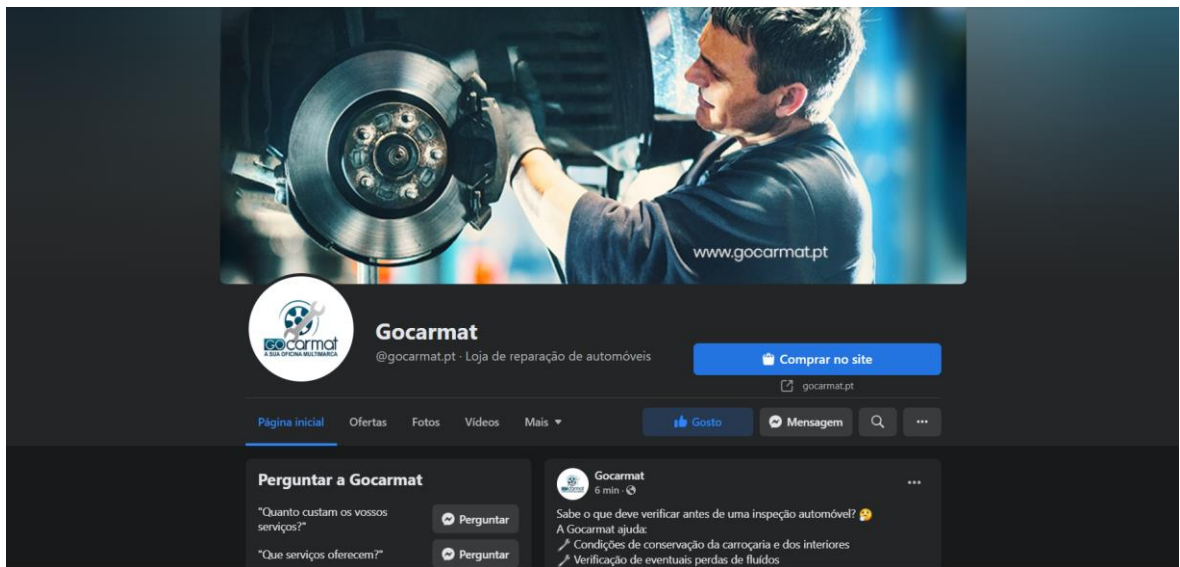 www.gocarmat.pt
GOcarmat
A SUA OFICINA MULTIMARCA
Gocarmat
@gocarmat.pt · Loja de reparação de automóveis
Comprar no site
gocarmat.pt
Página inicial
Ofertas
Fotos
Vídeos
Mais
Gosto
Mensagem
Perguntar a Gocarmat
"Quanto custam os vossos
serviços?"
Perguntar
"Que serviços oferecem?"
Perguntar
Gocarmat
6 min ·
Sabe o que deve verificar antes de uma inspeção automóvel? 🤔
A Gocarmat ajuda:
🔧 Condições de conservação da carroçaria e dos interiores
🔧 Verificação de eventuais perdas de fluídos